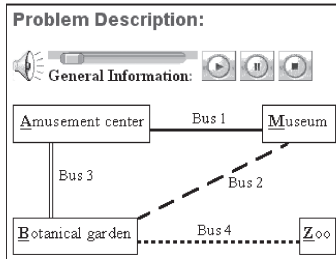 Problem Description:
General Information:
Amusement center
Bus 1
Museum
Bus 3
Bus 2
Botanical garden
Bus 4
Zoo